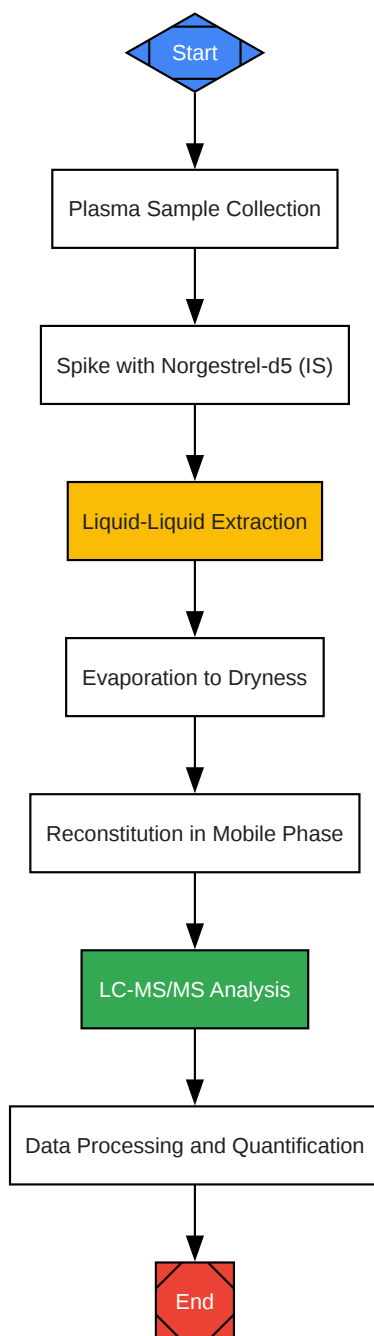 Start
Plasma Sample Collection
Spike with Norgestrel-d5 (IS)
Liquid-Liquid Extraction
Evaporation to Dryness
Reconstitution in Mobile Phase
LC-MS/MS Analysis
Data Processing and Quantification
End